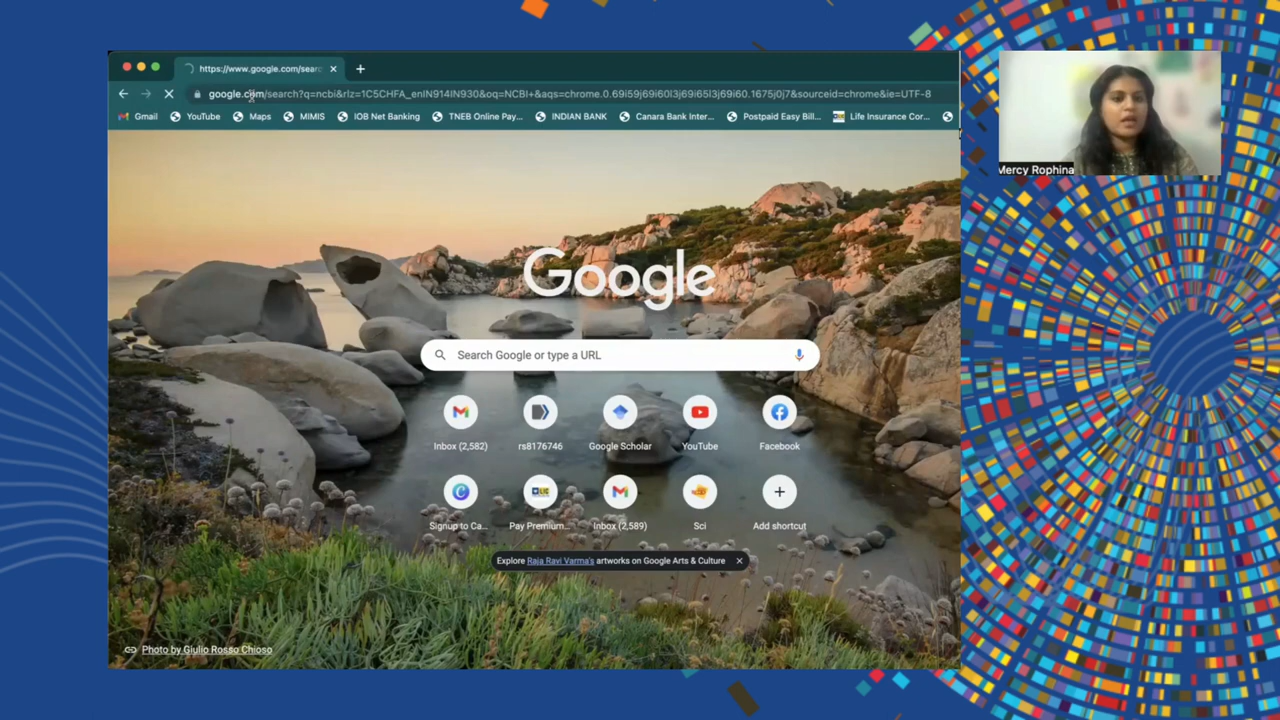 https://www.google.com/searc
google.com/search?q=ncbi&rlz=1C5CHFA_enIN914IN930&oq=NCBI+&aqs=chrome.0.69i59j69i60l3j69i65l3j69i60.1675j0j7&sourceid=chrome&ie=UTF-8
Gmail YouTube Maps MIMIS IOB Net Banking TNEB Online Pay... INDIAN BANK Canara Bank Inter... Postpaid Easy Bill... Life Insurance Cor...
Mercy Rophina
Google
Search Google or type a URL
Inbox (2,582) rs8176746 Google Scholar YouTube Facebook
Signup to Ca... Pay Premium... Inbox (2,589) Sci Add shortcut
Explore Raja Ravi Varma's artworks on Google Arts & Culture
Photo by Giulio Rosso Chioso